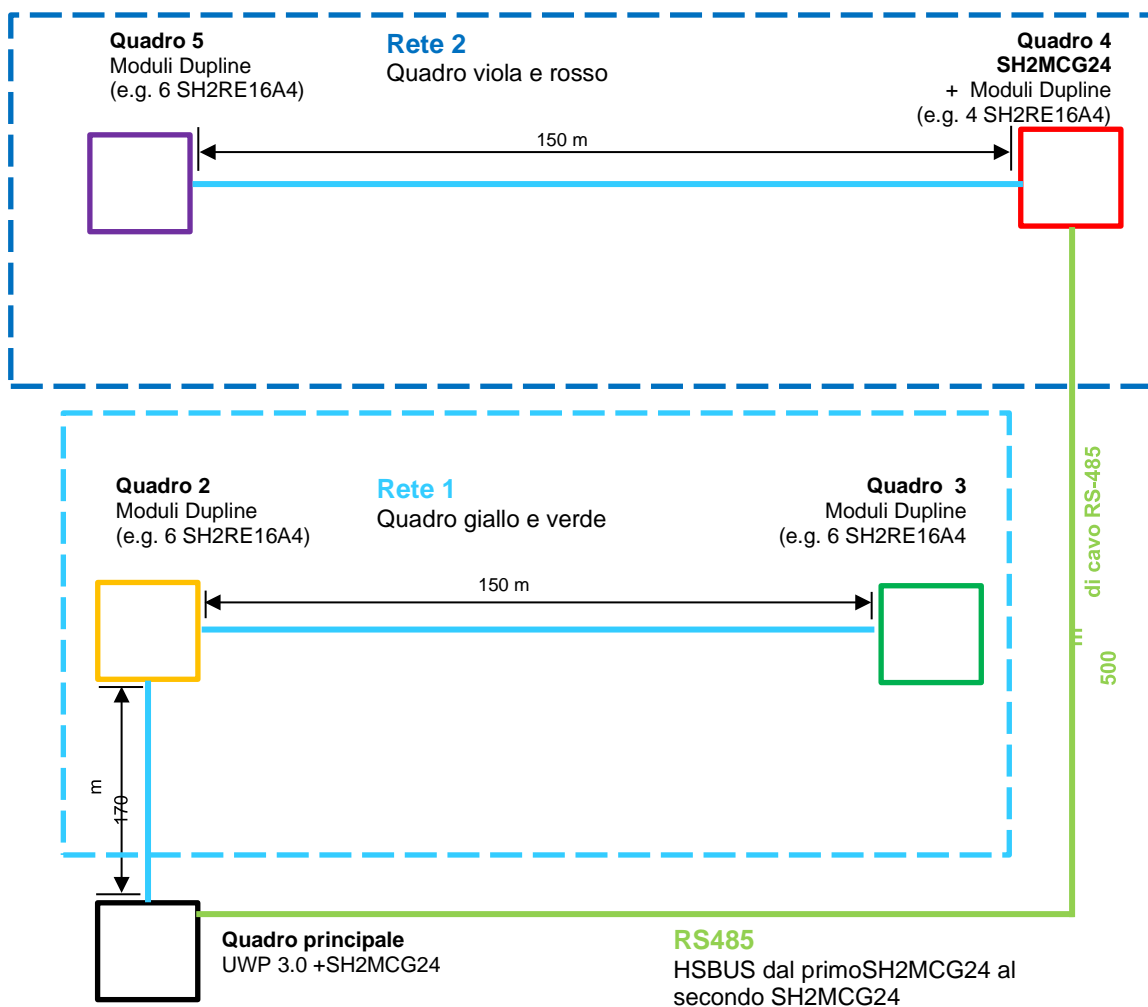 Quadro 5
Moduli Dupline
(e.g. 6 SH2RE16A4)
Rete 2
Quadro viola e rosso
Quadro 4
SH2MCG24
+ Moduli Dupline
(e.g. 4 SH2RE16A4)
150 m
Quadro 2
Moduli Dupline
(e.g. 6 SH2RE16A4)
Rete 1
Quadro giallo e verde
Quadro 3
Moduli Dupline
(e.g. 6 SH2RE16A4
150 m
m
170
500
m
di cavo RS-485
Quadro principale
UWP 3.0 +SH2MCG24
RS485
HSBUS dal primoSH2MCG24 al
secondo SH2MCG24